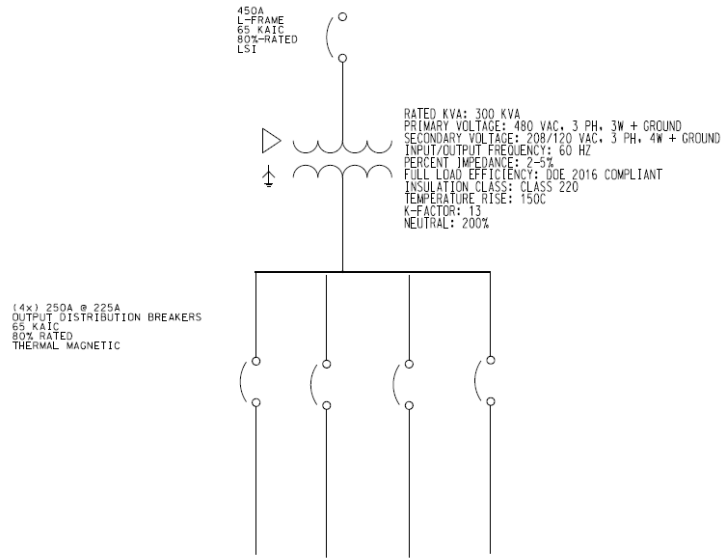 450A
L-FRAME
65 KAIC
80%-RATED
LSI
RATED KVA: 300 KVA
PRIMARY VOLTAGE: 480 VAC, 3 PH, 3W + GROUND
SECONDARY VOLTAGE: 208/120 VAC, 3 PH, 4W + GROUND
INPUT/OUTPUT FREQUENCY: 60 HZ
PERCENT IMPEDANCE: 2-5%
FULL LOAD EFFICIENCY: DOE 2016 COMPLIANT
INSULATION CLASS: CLASS 220
TEMPERATURE RISE: 150C
K-FACTOR: 13
NEUTRAL: 200%
(4x) 250A @ 225A
OUTPUT DISTRIBUTION BREAKERS
65 KAIC
80% RATED
THERMAL MAGNETIC